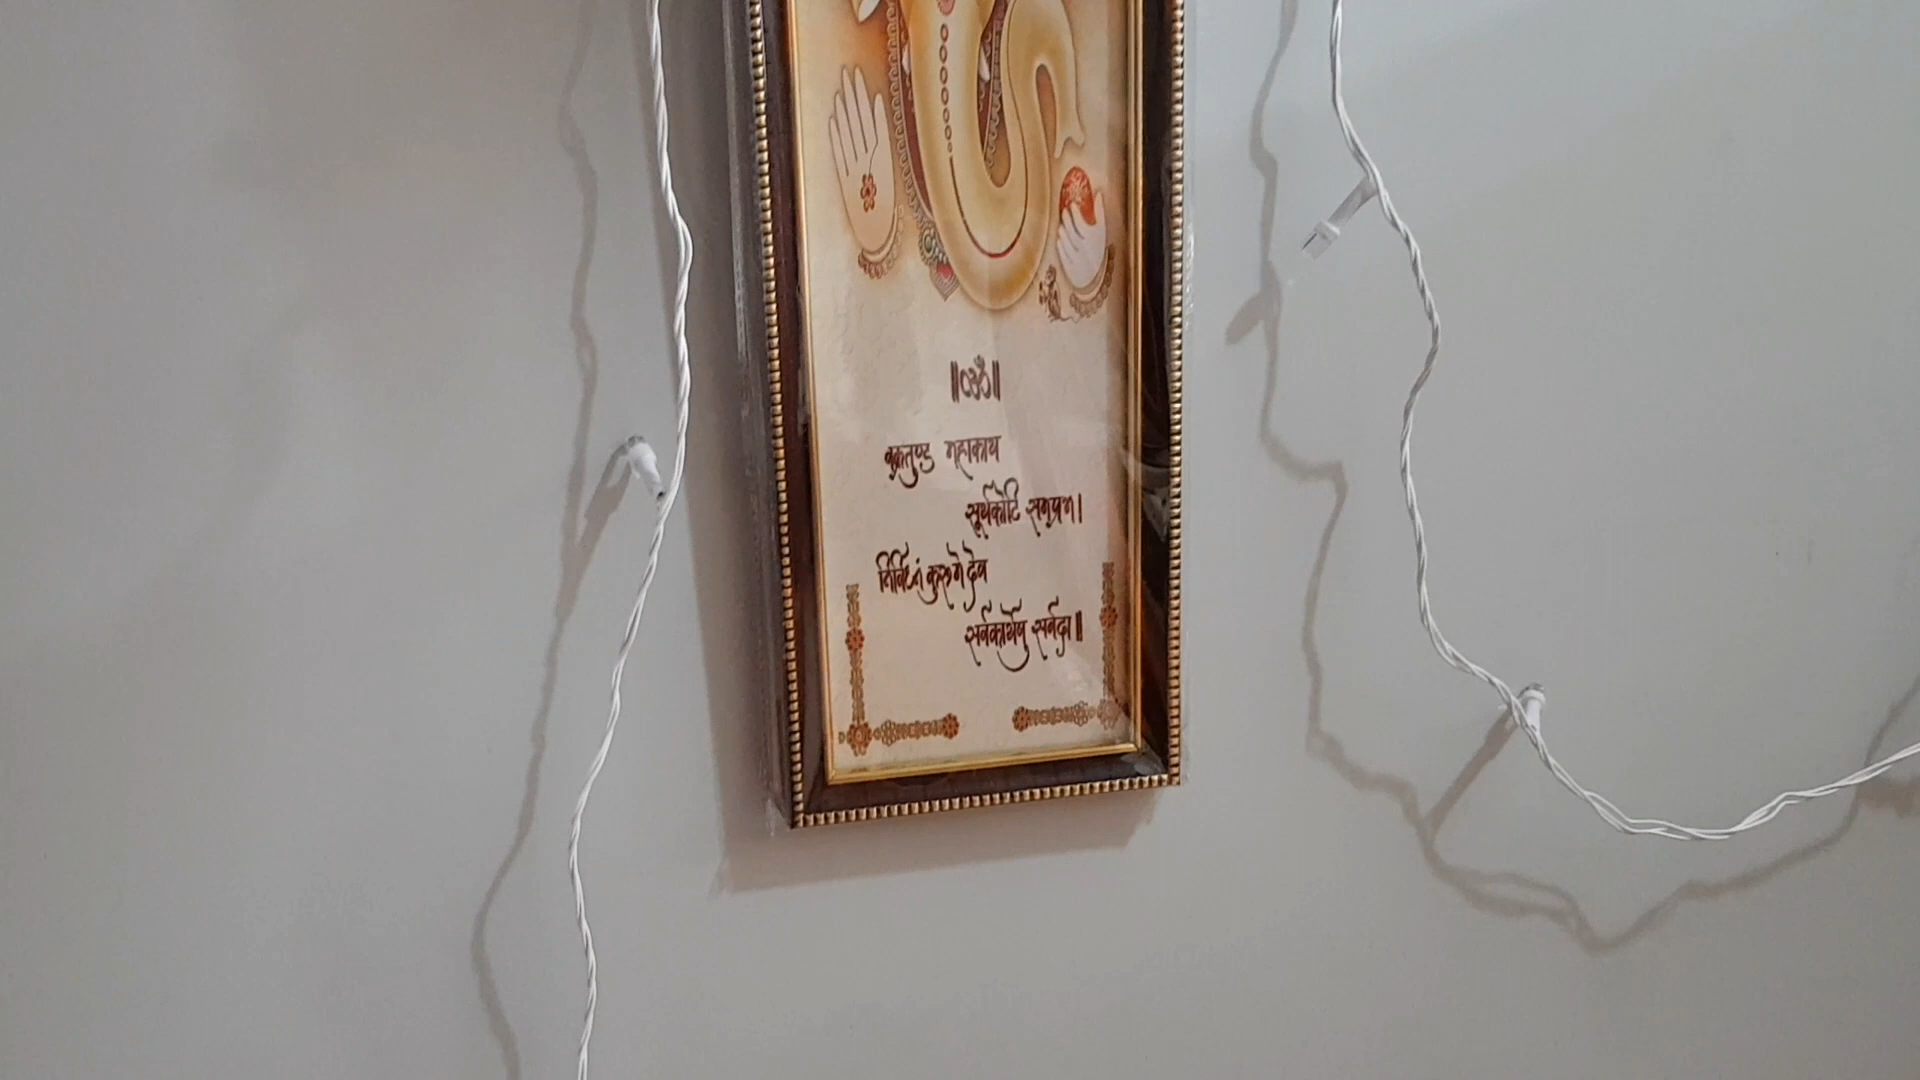 ॥ॐ॥
वक्रतुण्ड महाकाय
सूर्यकोटि समप्रभ।
निर्विघ्नं कुरु मे देव
सर्वकार्येषु सर्वदा॥